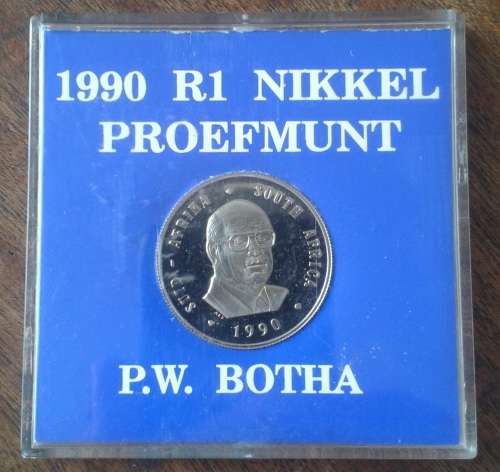 1990 R1 NIKKEL
PROEFMUNT
SUID-AFRIKA • SOUTH AFRICA
1990
P.W. BOTHA